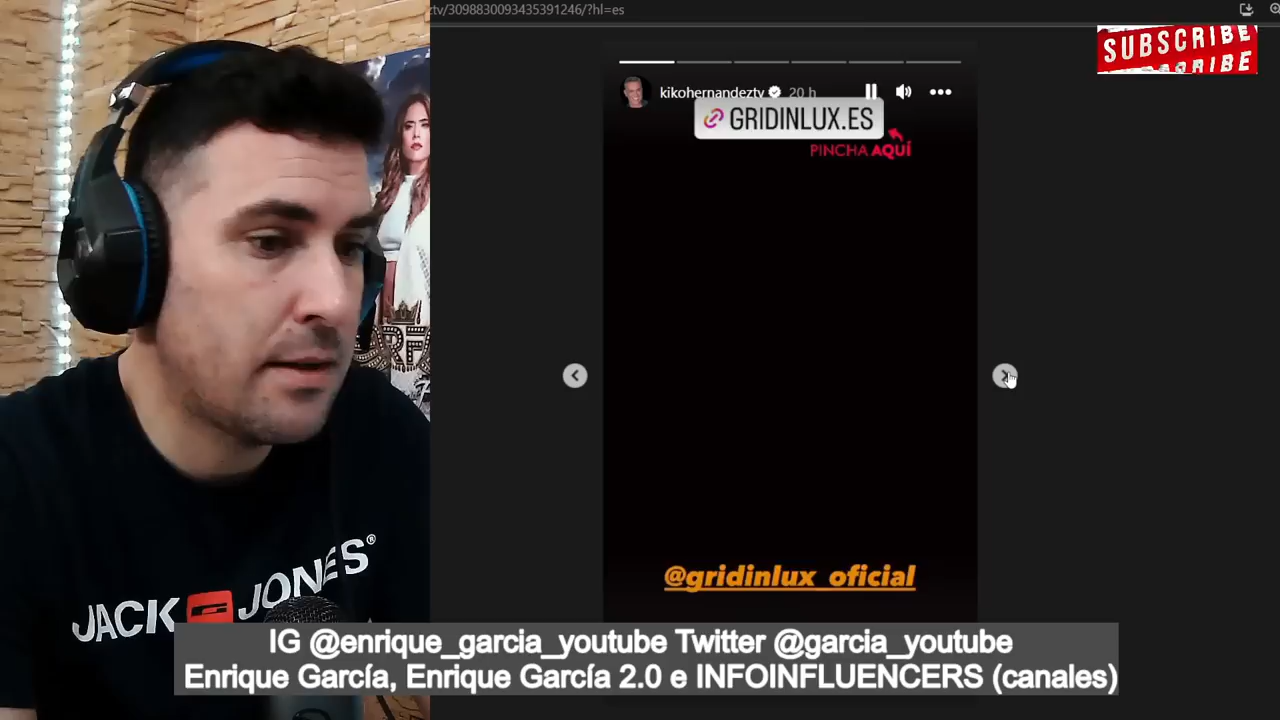 ztv/3098830093435391246/?hl=es
SUBSCRIBE
kikohernandeztv 20 h
GRIDINLUX.ES
PINCHA AQUÍ
@gridinlux_oficial
JACK JONES®
IG @enrique_garcia_youtube Twitter @garcia_youtube
Enrique García, Enrique García 2.0 e INFOINFLUENCERS (canales)